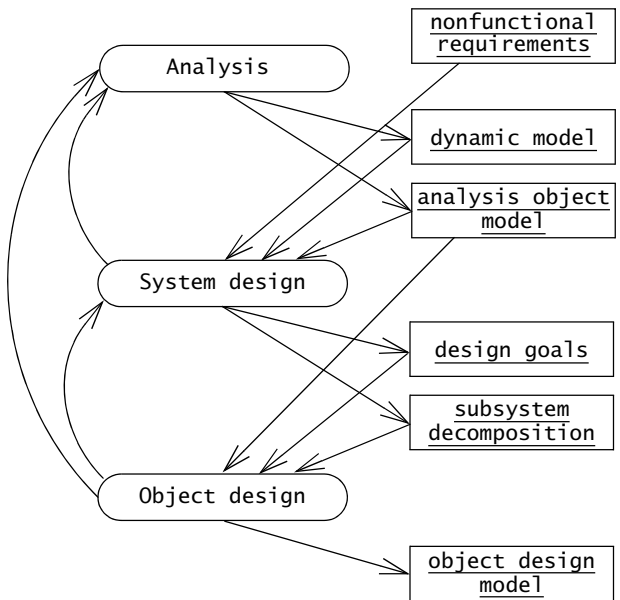 nonfunctional
requirements
Analysis
dynamic model
analysis object
model
System design
design goals
subsystem
decomposition
Object design
object design
model